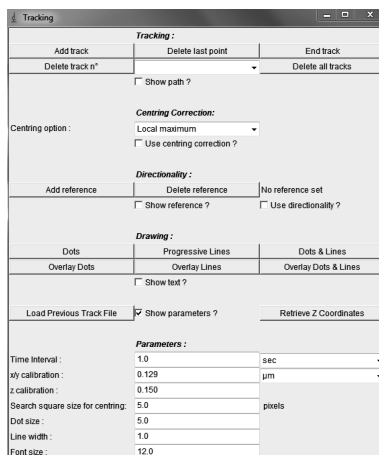 Tracking
Tracking :
Add track Delete last point End track
Delete track n° Delete all tracks
Show path ?
Centring Correction:
Centring option : Local maximum
Use centring correction ?
Directionality :
Add reference Delete reference No reference set
Show reference ? Use directionality ?
Drawing :
Dots Progressive Lines Dots & Lines
Overlay Dots Overlay Lines Overlay Dots & Lines
Show text ?
Load Previous Track File Show parameters ? Retrieve Z Coordinates
Parameters :
Time Interval : 1.0 sec
x/y calibration : 0.129 µm
z calibration : 0.150
Search square size for centring: 5.0 pixels
Dot size : 5.0
Line width : 1.0
Font size : 12.0